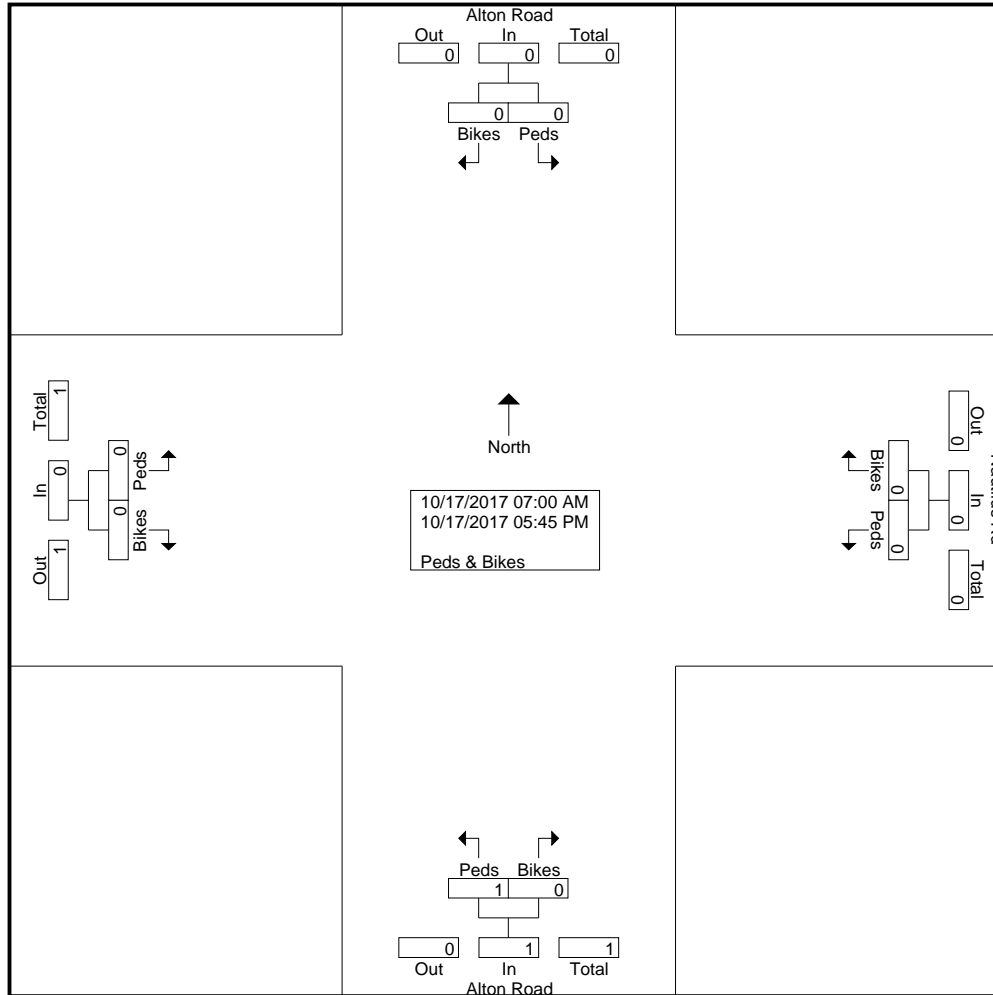 Alton Road
Out In Total
0 0 0
0 0
Bikes Peds
Total In Out
1 0 1
0 0
Peds Bikes
North
10/17/2017 07:00 AM
10/17/2017 05:45 PM
Peds & Bikes
Bikes Peds
0 0
0 0 0
Out In Total
Rd
Peds Bikes
1 0
0 1 1
Out In Total
Alton Road